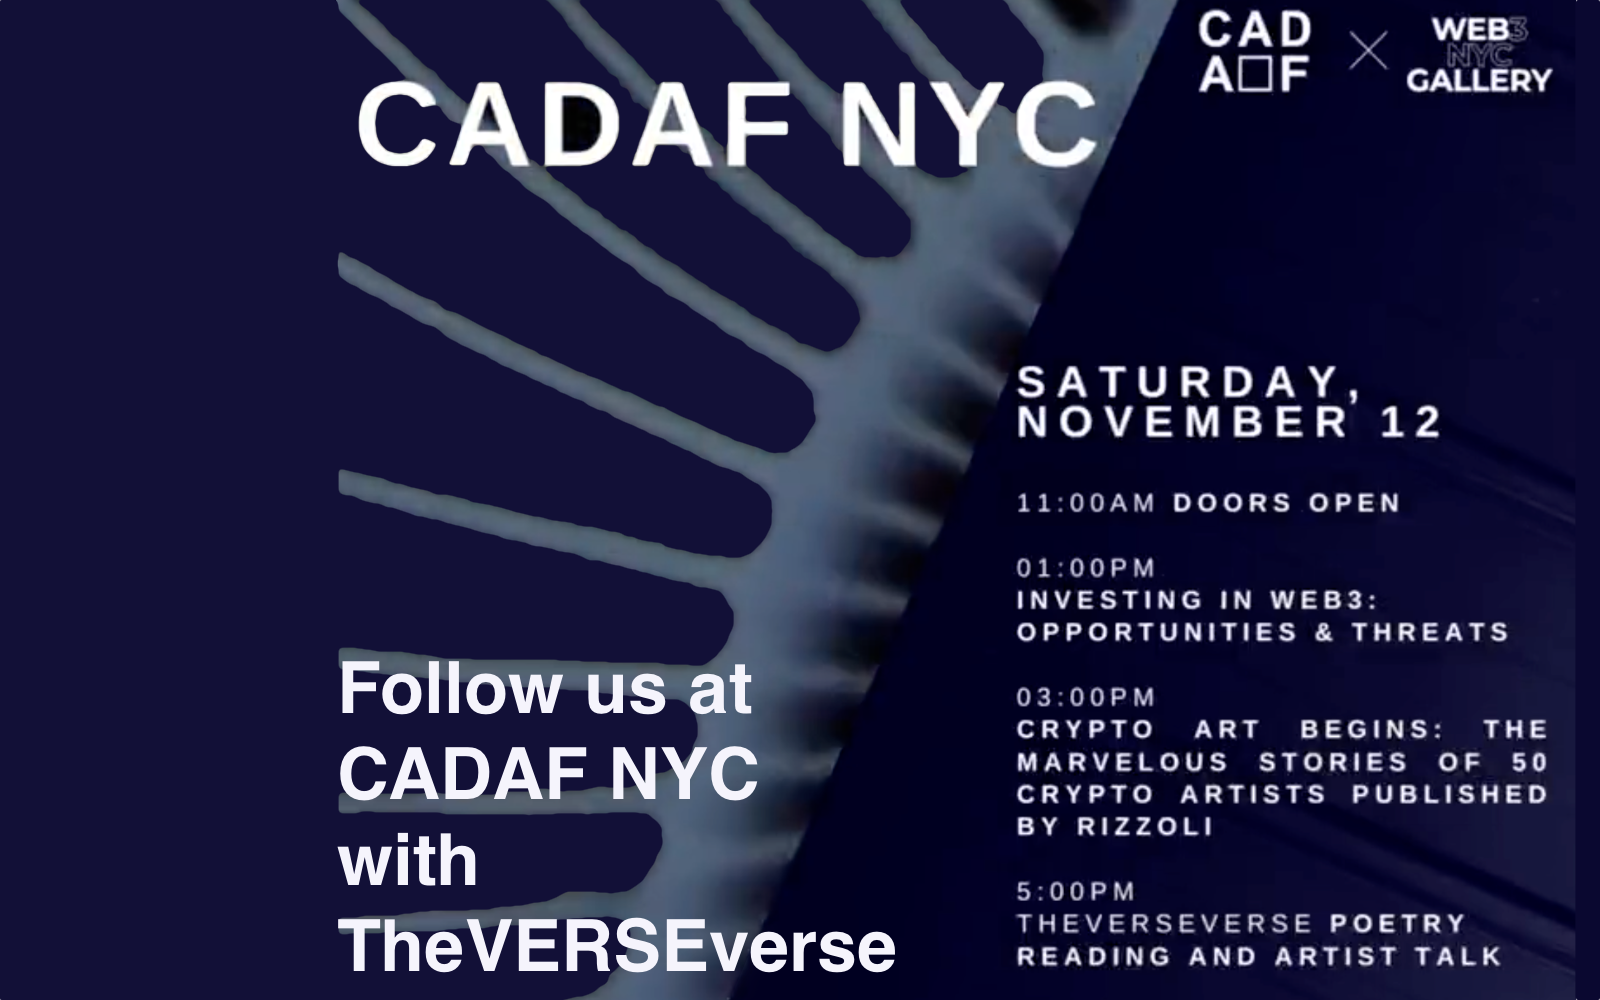 CADAF NYC
CAD
A□F
WEB3
NYC
GALLERY
SATURDAY,
NOVEMBER 12
11:00AM DOORS OPEN
01:00PM
INVESTING IN WEB3:
OPPORTUNITIES & THREATS
03:00PM
CRYPTO ART BEGINS: THE
MARVELOUS STORIES OF 50
CRYPTO ARTISTS PUBLISHED
BY RIZZOLI
5:00PM
THEVERSEVERSE POETRY
READING AND ARTIST TALK
Follow us at
CADAF NYC
with
TheVERSEverse